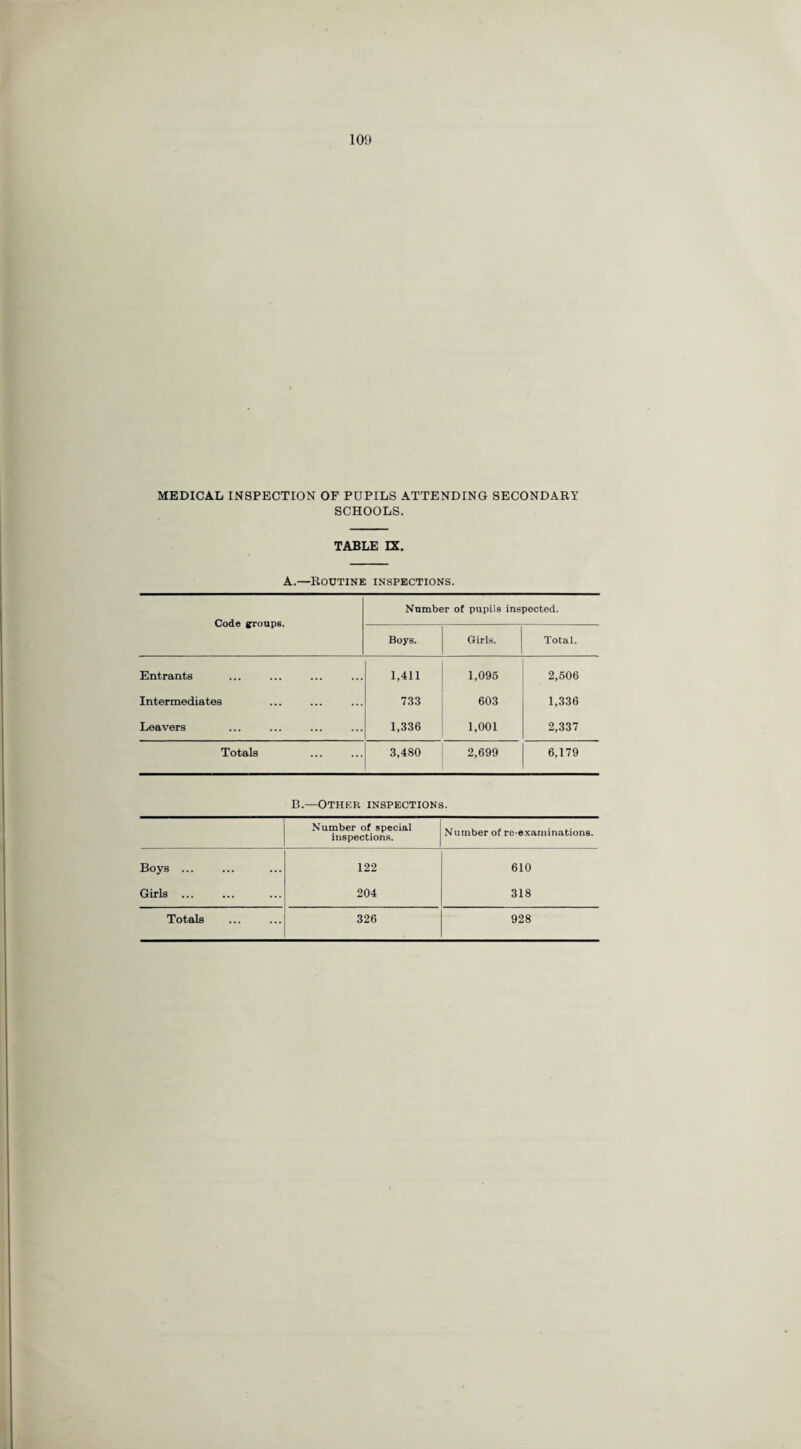 109
MEDICAL INSPECTION OF PUPILS ATTENDING SECONDARY
SCHOOLS.
TABLE IX.
A.—ROUTINE INSPECTIONS.
Code groups. Number of pupils inspected.
Boys. Girls. Total.
Entrants ... ... ... ... 1,411 1,095 2,506
Intermediates ... ... ... 733 603 1,336
Leavers ... ... ... ... 1,336 1,001 2,337
Totals ... ... 3,480 2,699 6,179
B.—OTHER INSPECTIONS.
Number of special inspections. Number of re-examinations.
Boys ... ... ... 122 610
Girls ... ... ... 204 318
Totals ... ... 326 928